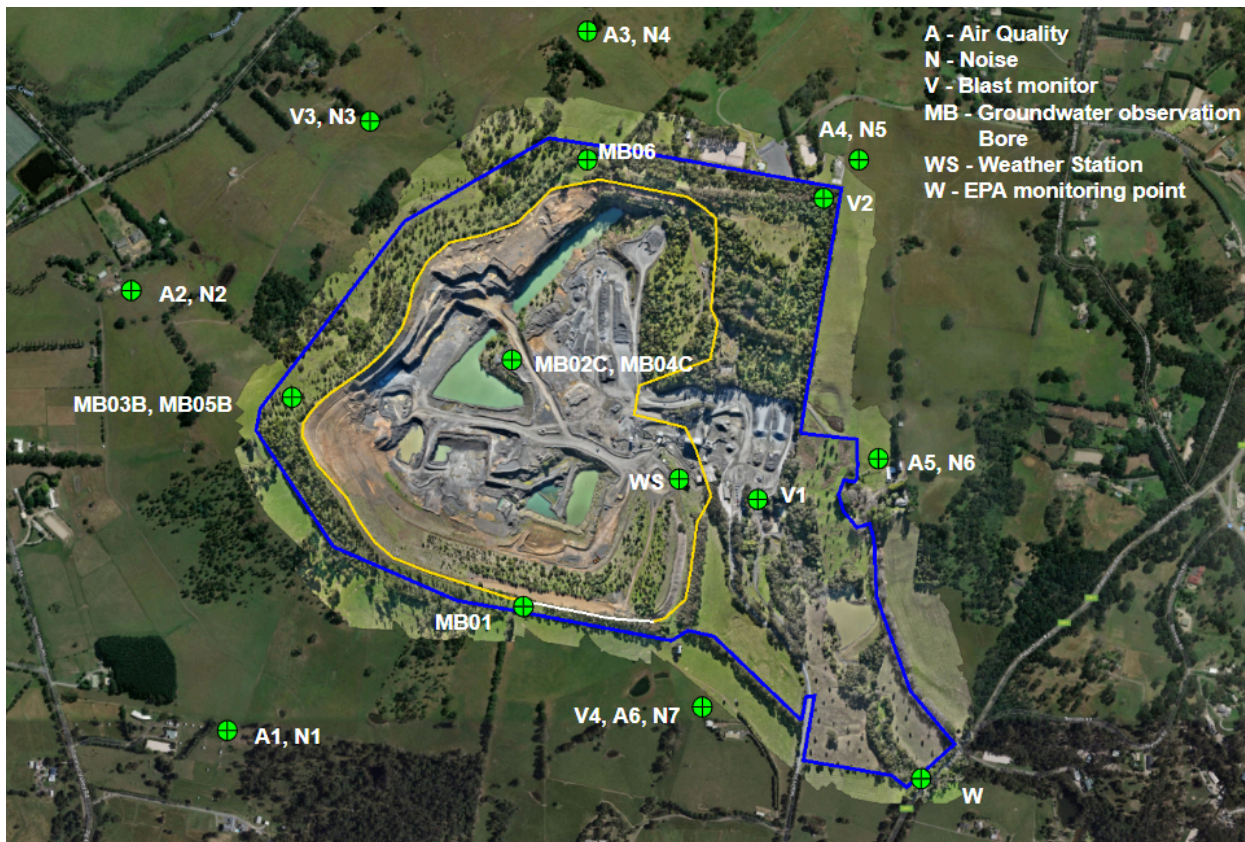 A3, N4
A - Air Quality
N - Noise
V - Blast monitor
MB - Groundwater observation
Bore
WS - Weather Station
W - EPA monitoring point
V3, N3
A4, N5
MB06
V2
A2, N2
MB02C, MB04C
MB03B, MB05B
A5, N6
WS
V1
MB01
V4, A6, N7
A1, N1
W